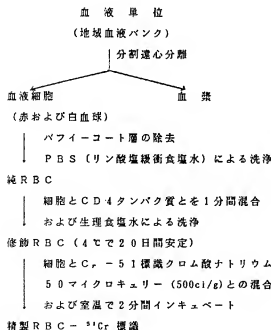 血液単位
(地域血液バンク)
分割遠心分離
血液細胞 血漿
(赤および白血球)
バフィーコート層の除去
PBS(リン酸塩緩衝食塩水)による洗浄
純RBC
細胞とCD4タンパク質とを1分間混合
および生理食塩水による洗浄
修飾RBC(4℃で20日間安定)
細胞とCr-51標識クロム酸ナトリウム
50マイクロキュリー(500ci/g)との混合
および室温で2分間インキュベート
精製RBC-⁵¹Cr標識